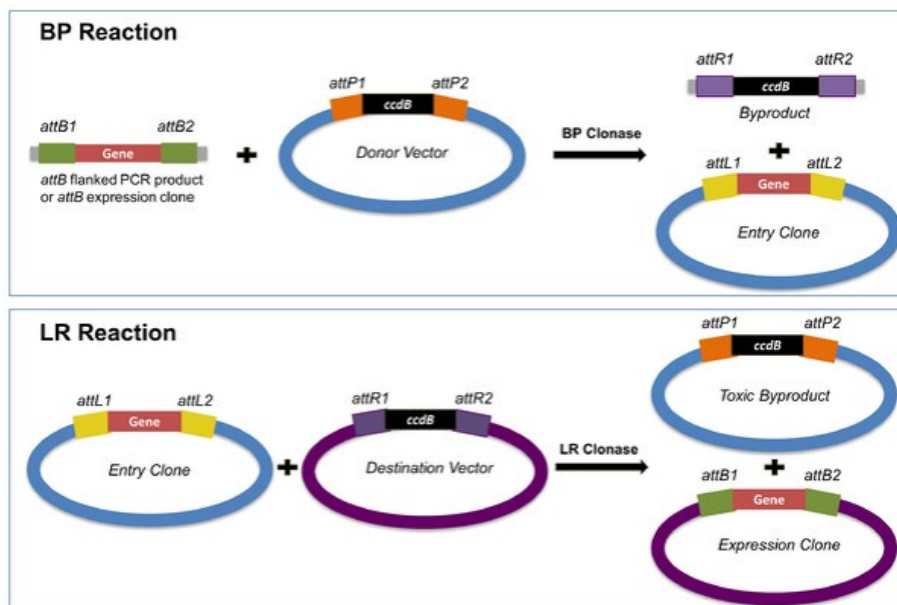 BP Reaction
attB1
attB2
Gene
attB flanked PCR product
or attB expression clone
attP1
attP2
ccdB
Donor Vector
BP Clonase
attR1
attR2
ccdB
Byproduct
attL1
attL2
Gene
Entry Clone
LR Reaction
attL1
attL2
Gene
Entry Clone
attR1
attR2
ccdB
Destination Vector
LR Clonase
attP1
attP2
ccdB
Toxic Byproduct
attB1
attB2
Gene
Expression Clone